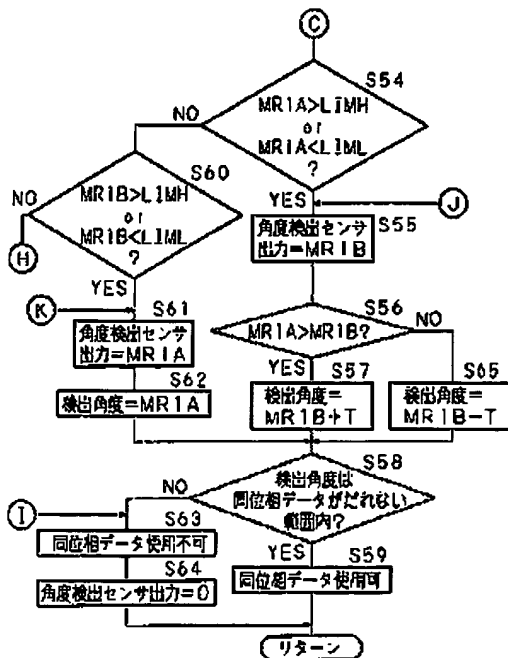 C
S54
MR1A>LIMH
or
MR1A<LIML
?
NO
YES
S60
MR1B>LIMH
or
MR1B<LIML
?
NO
H
YES
J
S55
角度検出センサ
出力=MR1B
K
S61
角度検出センサ
出力=MR1A
S56
MR1A>MR1B?
NO
YES
S62
検出角度=MR1A
S57
検出角度=
MR1B+T
S65
検出角度=
MR1B-T
S58
検出角度は
同位相データがだれない
範囲内?
NO
YES
I
S63
同位相データ使用不可
S59
同位相データ使用可
S64
角度検出センサ出力=0
リターン